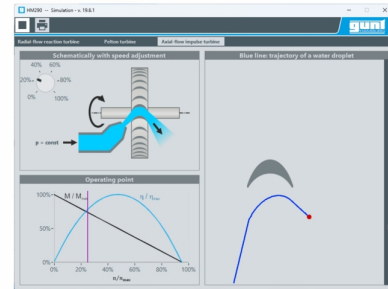 HM290 - Simulation - v. 19.6.1
gunt
Radial-flow reaction turbine
Pelton turbine
Axial-flow impulse turbine
Schematically with speed adjustment
Blue line: trajectory of a water droplet
40% 60%
20% 80%
0% 100%
p = const
Operating point
100%
M / Mmax
η / ηmax
50%
0%
0% 20% 40% 60% 80% 100%
n/nmax